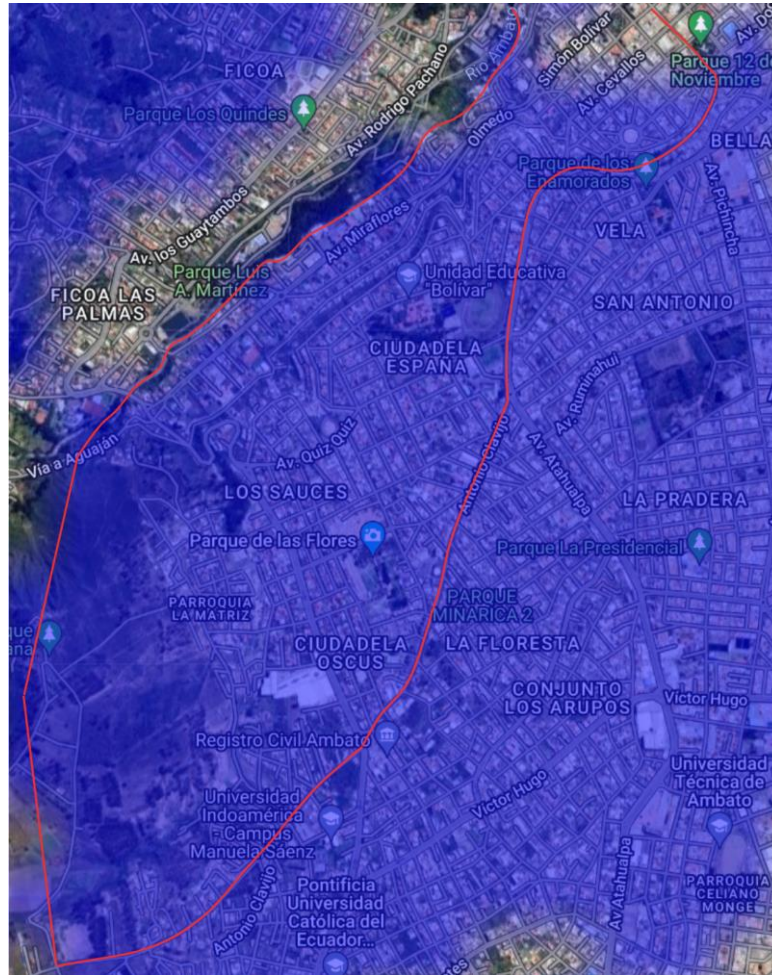 Río Ambato
Simón Bolívar
Av. Cevallos
Parque 12 de
Noviembre
FICOA
Parque Los Quindes
Av. Rodrigo Pachano
Olmedo
Parque de los
Enamorados
BELLA
Av. Pichincha
VELA
Av. los Guaytambos
Av. Miraflores
Parque Luis
A. Martínez
Unidad Educativa
"Bolívar"
FICOA LAS
PALMAS
SAN ANTONIO
CIUDADELA
ESPAÑA
Av. Rumiñahui
Vía a Aguaján
Av. Quiz Quiz
Antonio Clavijo
Av. Atahualpa
LOS SAUCES
LA PRADERA
Parque de las Flores
Parque La Presidencial
PARROQUIA
LA MATRIZ
PARQUE
MIÑARICA 2
CIUDADELA
OSCUS
LA FLORESTA
CONJUNTO
LOS ARUPOS
Víctor Hugo
Registro Civil Ambato
Universidad
Técnica de
Ambato
Universidad
Indoamérica
- Campus
Manuela Sáenz
Víctor Hugo
Antonio Clavijo
Pontificia
Universidad
Católica del
Ecuador...
Av Atahualpa
PARROQUIA
CELIANO
MONGE